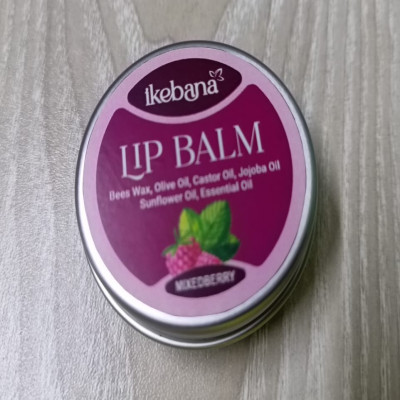 ikebana
LIP BALM
Bees Wax, Olive Oil, Castor Oil, Jojoba Oil
Sunflower Oil, Essential Oil
MIXEDBERRY